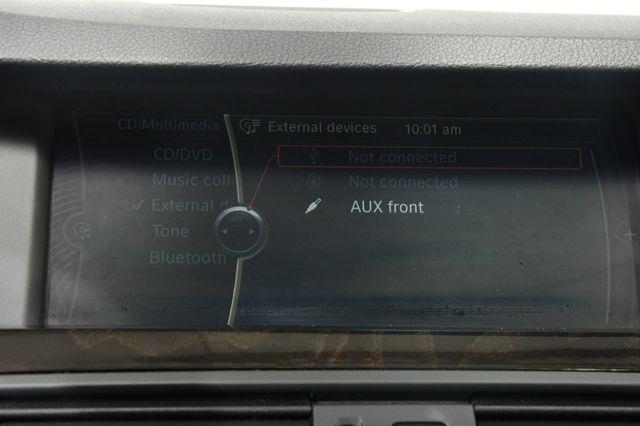 CD/Multimedia
External devices 10:01 am
CD/DVD
Not connected
Music coll
Not connected
External d
AUX front
Tone
Bluetooth